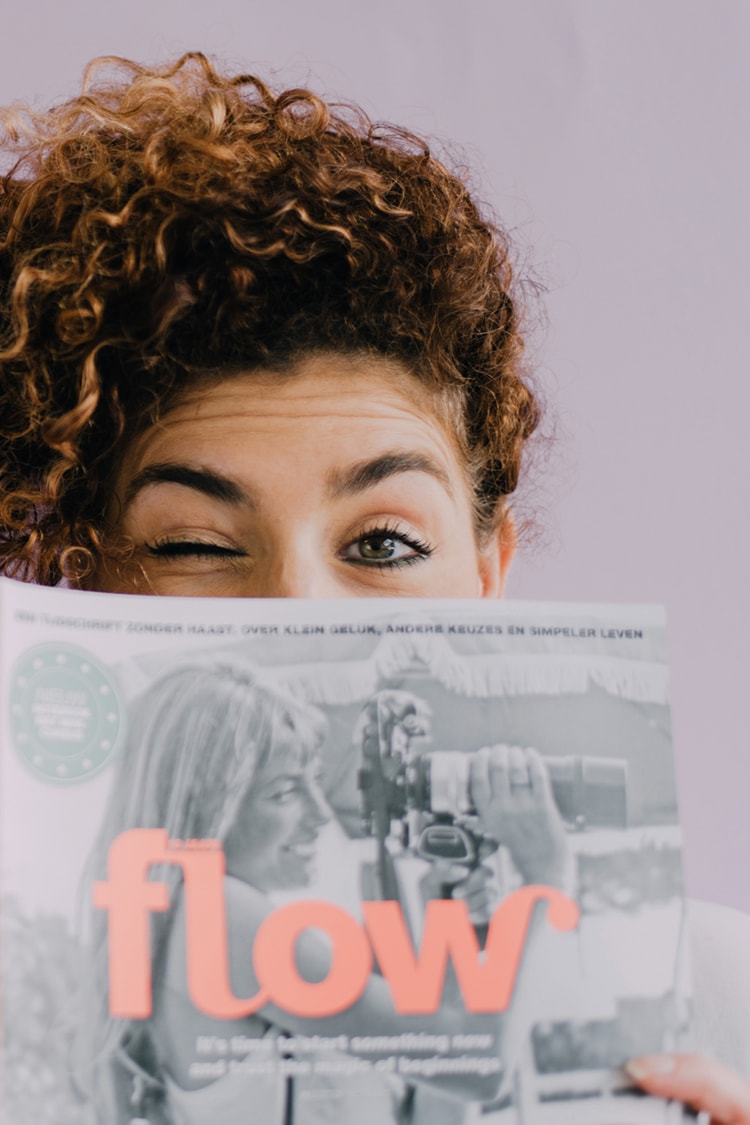 EEN TIJDSCHRIFT ZONDER HAAST, OVER KLEIN GELUK, ANDERE KEUZES EN SIMPELER LEVEN
NIEUW
flow
It's time to start something new
and trust the magic of beginnings